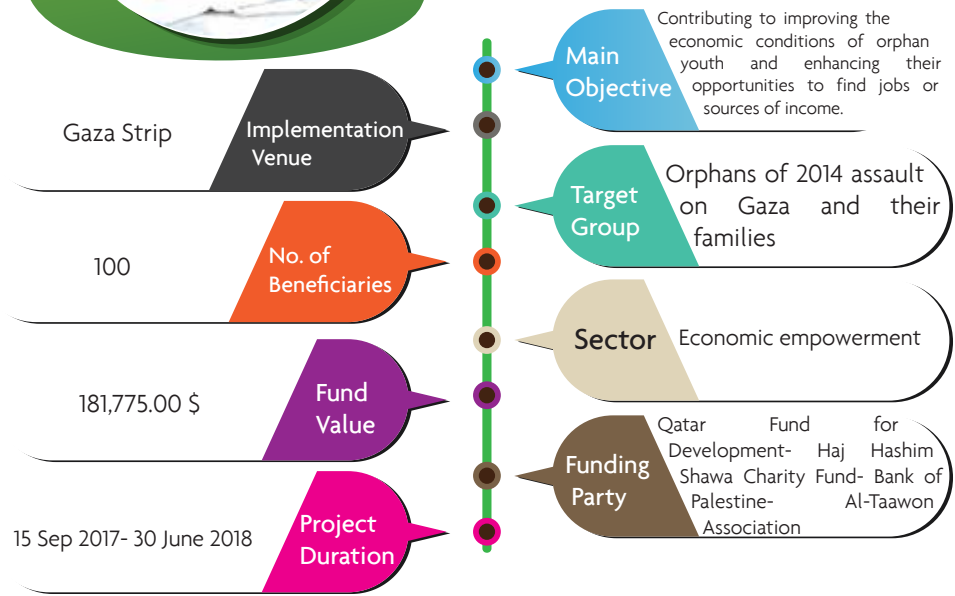 Main
Objective
Contributing to improving the
economic conditions of orphan
youth and enhancing their
opportunities to find jobs or
sources of income.
Gaza Strip
Implementation
Venue
Target
Group
Orphans of 2014 assault
on Gaza and their
families
100
No. of
Beneficiaries
Sector
Economic empowerment
181,775.00 $
Fund
Value
Funding
Party
Qatar Fund for
Development- Haj Hashim
Shawa Charity Fund- Bank of
Palestine- Al-Taawon
Association
15 Sep 2017- 30 June 2018
Project
Duration